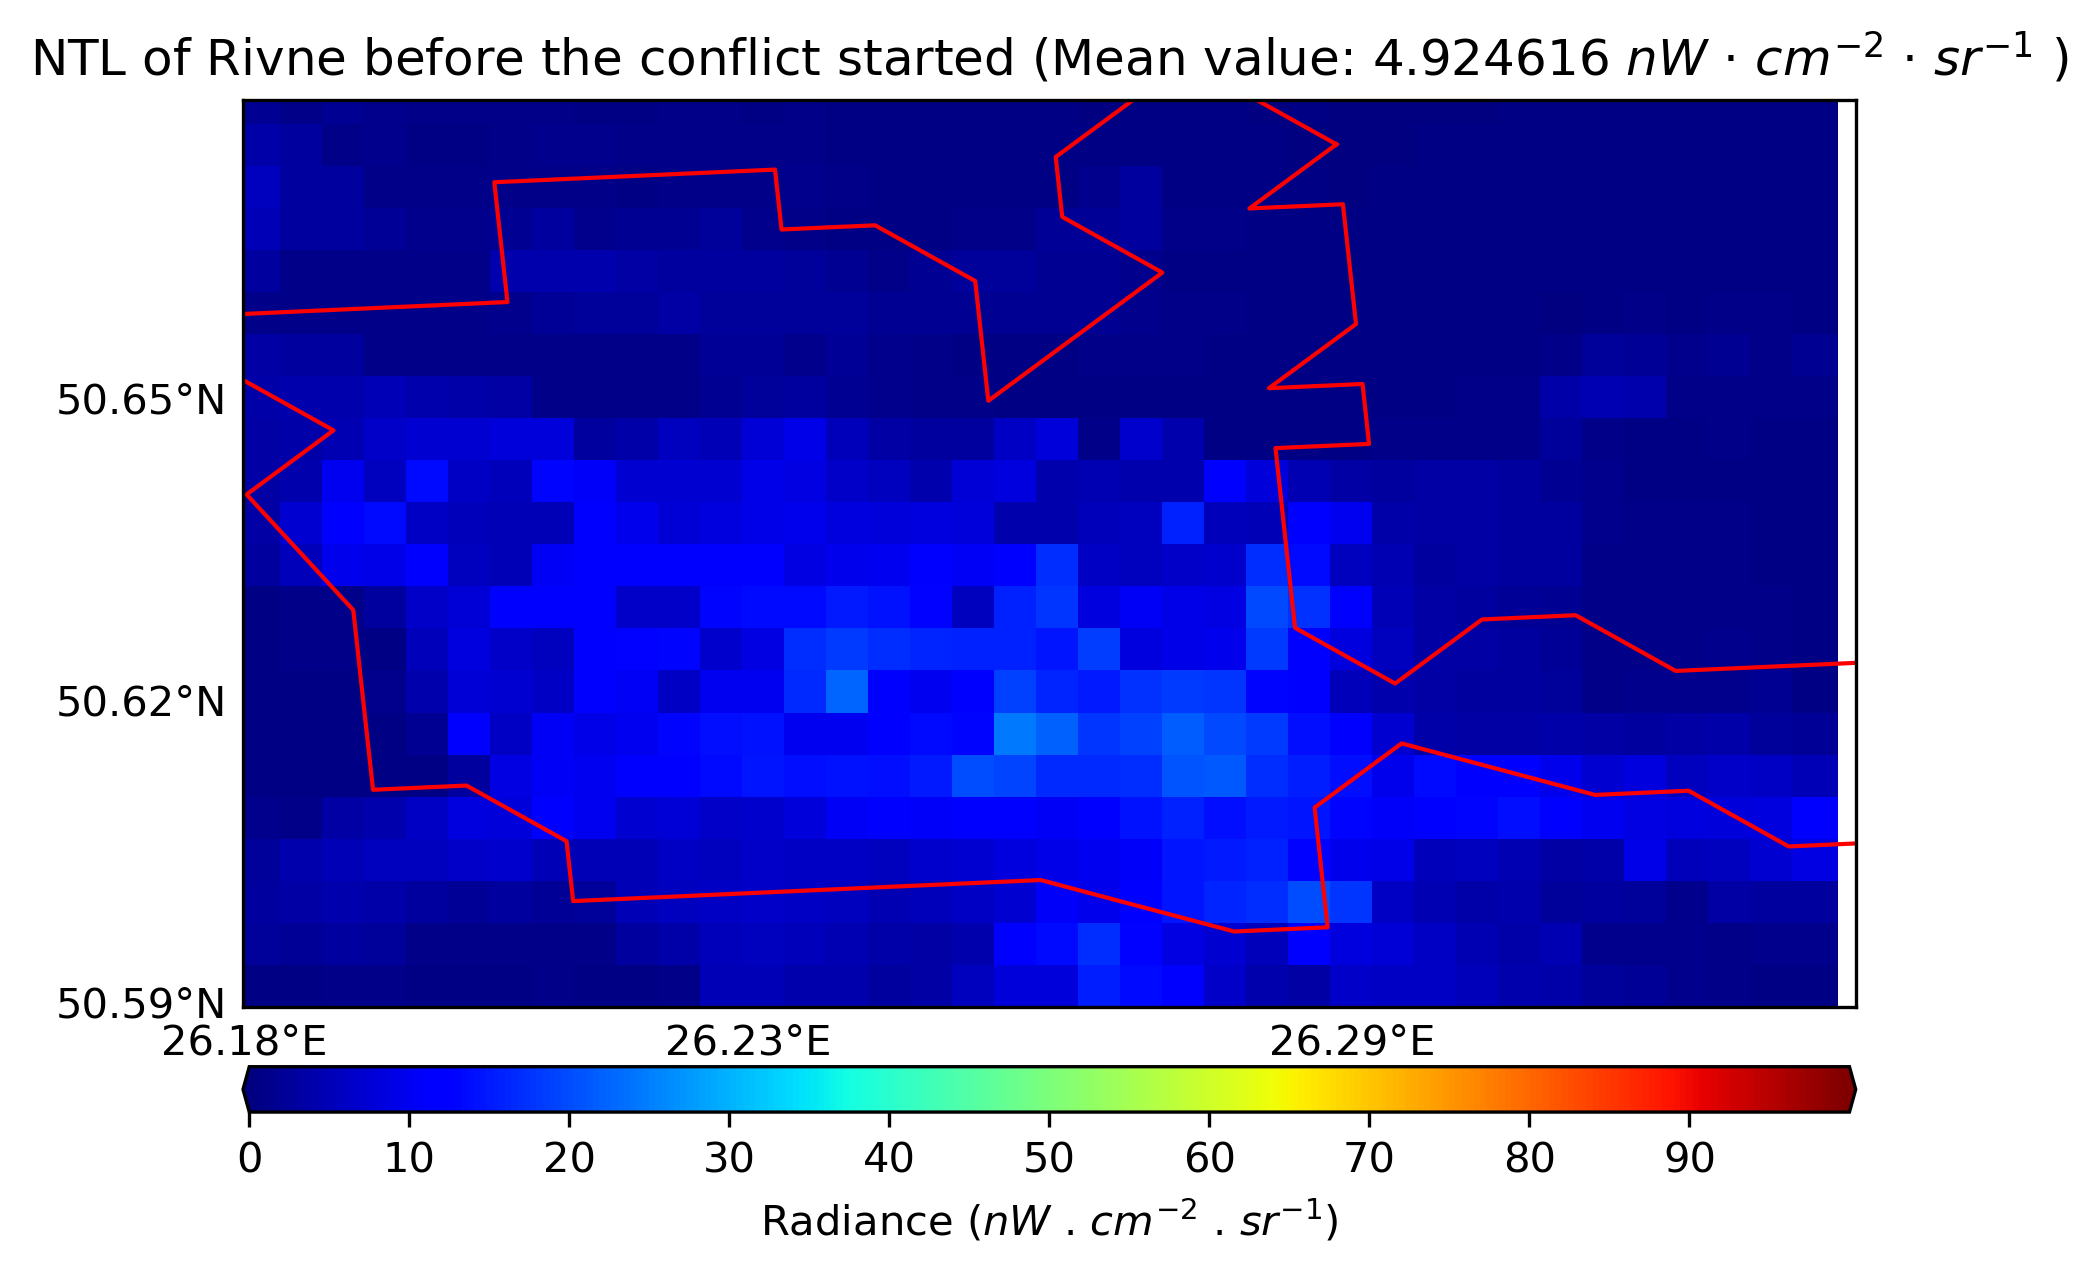 NTL of Rivne before the conflict started (Mean value: 4.924616 nW · cm⁻² · sr⁻¹ )
50.65°N
50.62°N
50.59°N
26.18°E 26.23°E 26.29°E
0 10 20 30 40 50 60 70 80 90
Radiance (nW . cm⁻² . sr⁻¹)